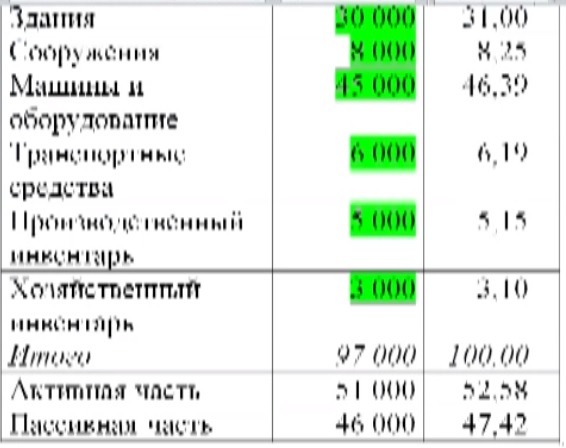 Здания 30 000 31,00
Сооружения 8 000 8,25
Машины и 45 000 46,39
оборудование
Транспортные 6 000 6,19
средства
Производственный 5 000 5,15
инвентарь
Хозяйственный 3 000 3,10
инвентарь
Итого 97 000 100,00
Активная часть 51 000 52,58
Пассивная часть 46 000 47,42